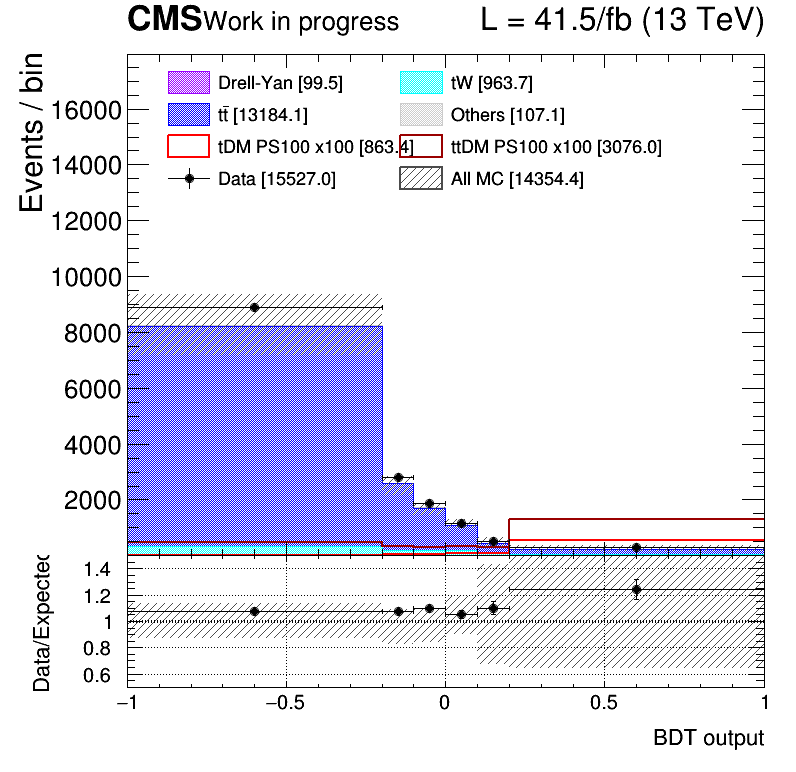 CMS Work in progress L = 41.5/fb (13 TeV)
Events / bin
Drell-Yan [99.5] tW [963.7]
tt̄ [13184.1] Others [107.1]
tDM PS100 x100 [863.4] ttDM PS100 x100 [3076.0]
Data [15527.0] All MC [14354.4]
16000
14000
12000
10000
8000
6000
4000
2000
Data/Expected
1.4
1.2
1
0.8
0.6
−1 −0.5 0 0.5 1
BDT output